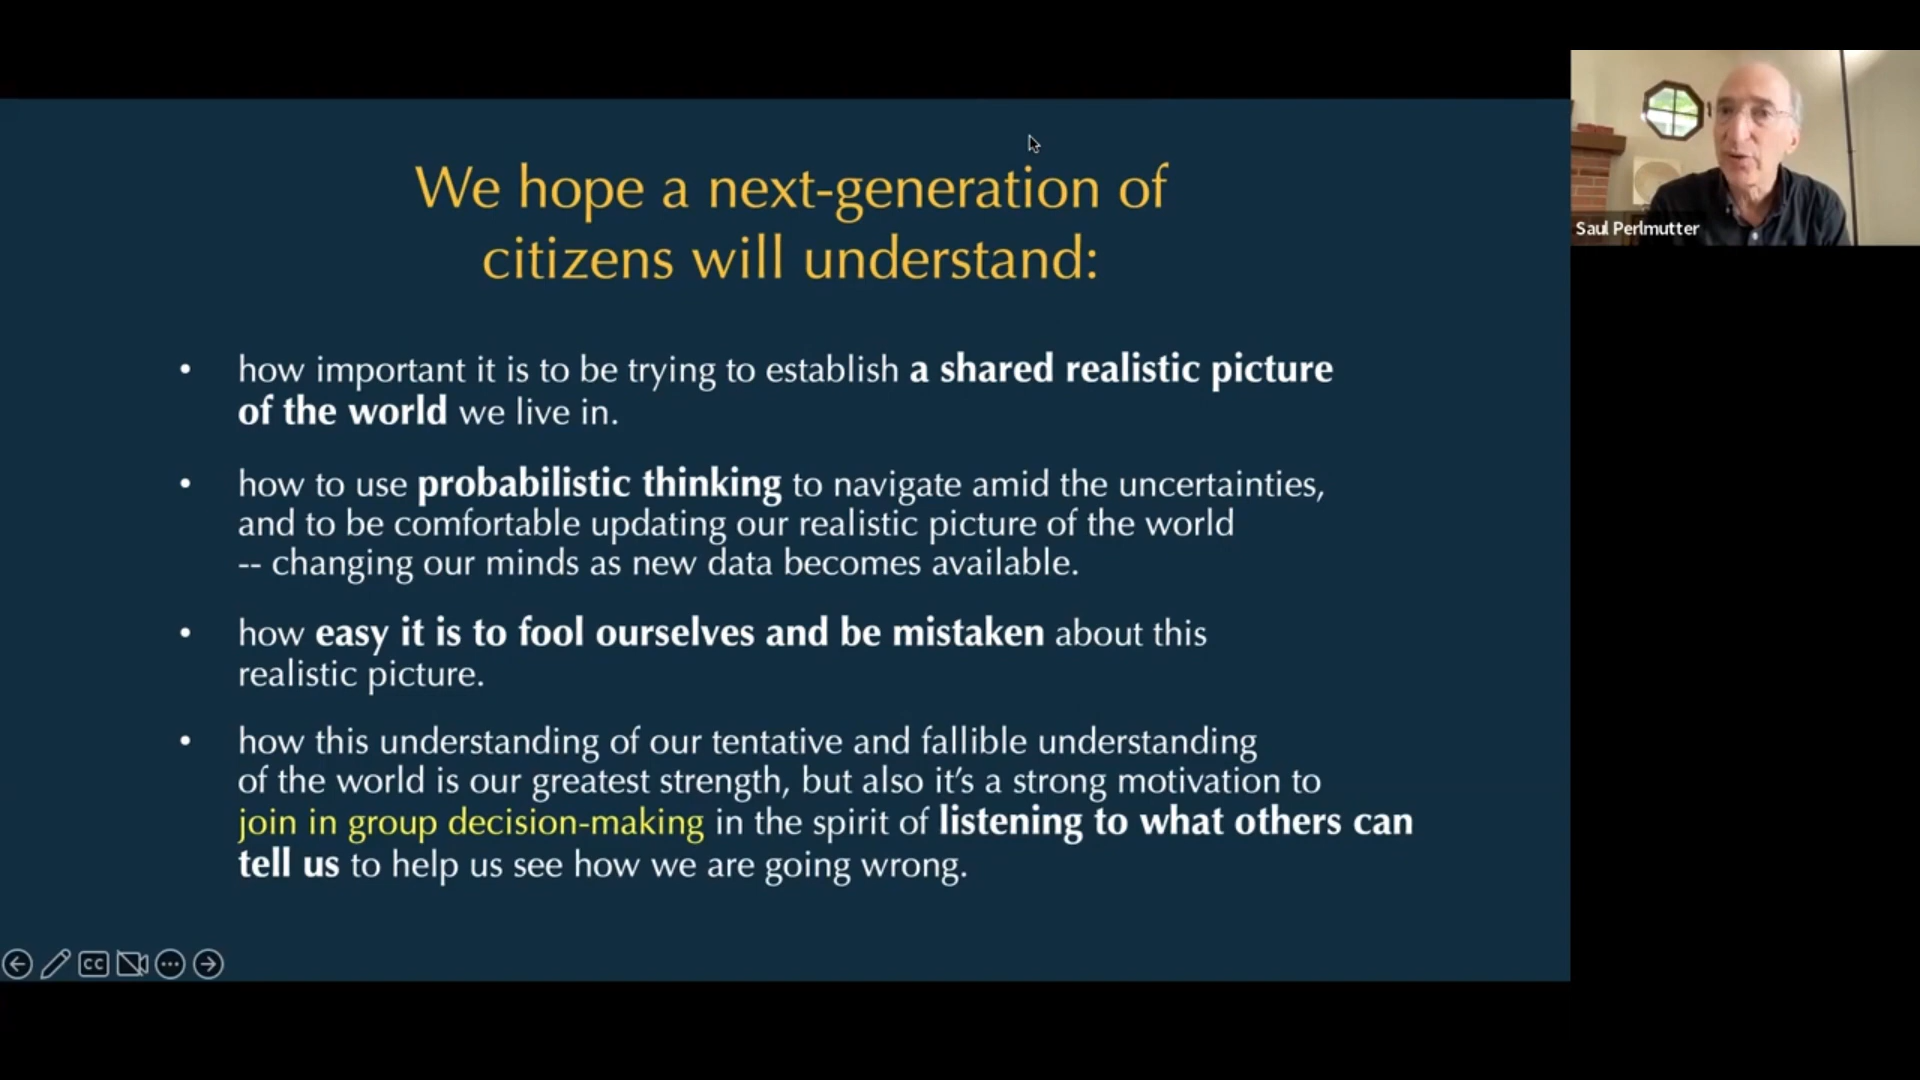 We hope a next-generation of
citizens will understand:
• how important it is to be trying to establish a shared realistic picture
of the world we live in.
• how to use probabilistic thinking to navigate amid the uncertainties,
and to be comfortable updating our realistic picture of the world
-- changing our minds as new data becomes available.
• how easy it is to fool ourselves and be mistaken about this
realistic picture.
• how this understanding of our tentative and fallible understanding
of the world is our greatest strength, but also it's a strong motivation to
join in group decision-making in the spirit of listening to what others can
tell us to help us see how we are going wrong.
CC
Saul Perlmutter